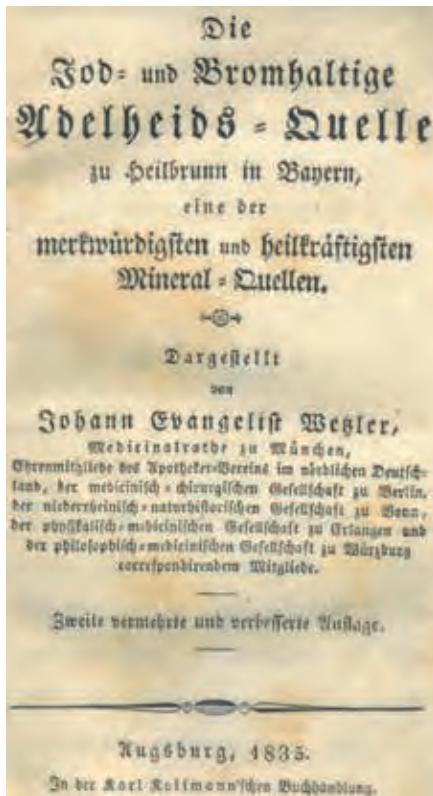 Die
Jod- und Bromhaltige
Adelheids-Quelle
zu Heilbrunn in Bayern,
eine der
merkwürdigsten und heilkräftigsten
Mineral-Quellen.
Dargestellt
von
Johann Evangelist Wetzler,
Medicinalrathe zu München,
Ehrenmitgliede des Apotheker-Vereins im nördlichen Deutsch-
land, der medicinisch-chirurgischen Gesellschaft zu Berlin,
der niederrheinisch-naturhistorischen Gesellschaft zu Bonn,
der physikalisch-medicinischen Gesellschaft zu Erlangen und
der philosophisch-medicinischen Gesellschaft zu Würzburg
correspondirendem Mitgliede.
Zweite vermehrte und verbesserte Auflage.
Augsburg, 1835.
In der Karl Kollmann'schen Buchhandlung.